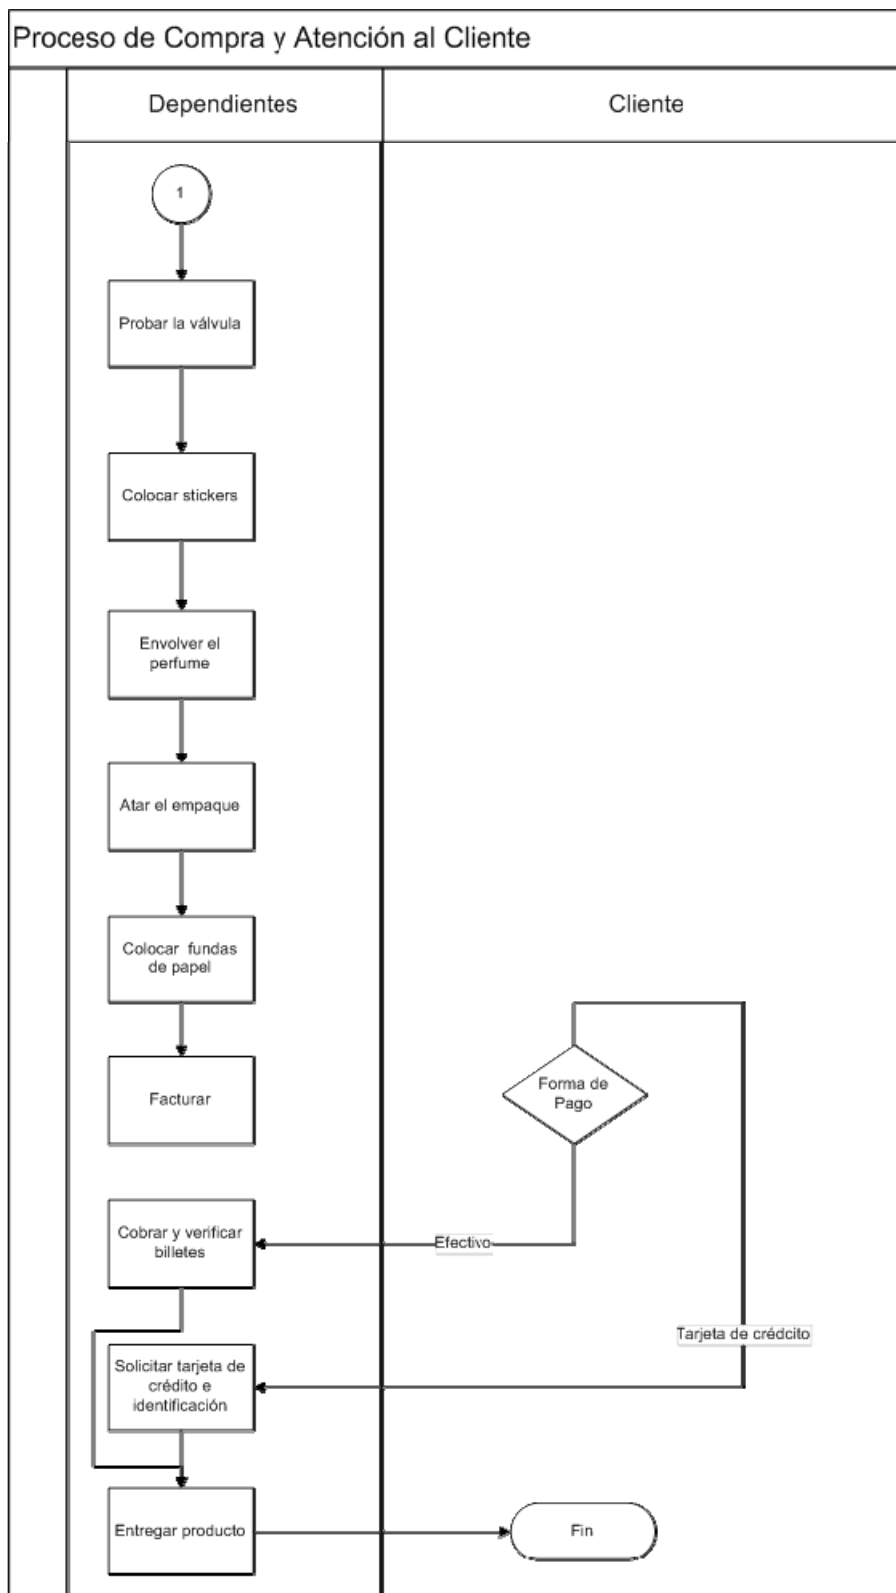 Proceso de Compra y Atención al Cliente
Dependientes
Cliente
1
Probar la válvula
Colocar stickers
Envolver el
perfume
Atar el empaque
Colocar fundas
de papel
Forma de
Pago
Facturar
Cobrar y verificar
billetes
Efectivo
Tarjeta de crédcito
Solicitar tarjeta de
crédito e
identificación
Entregar producto
Fin